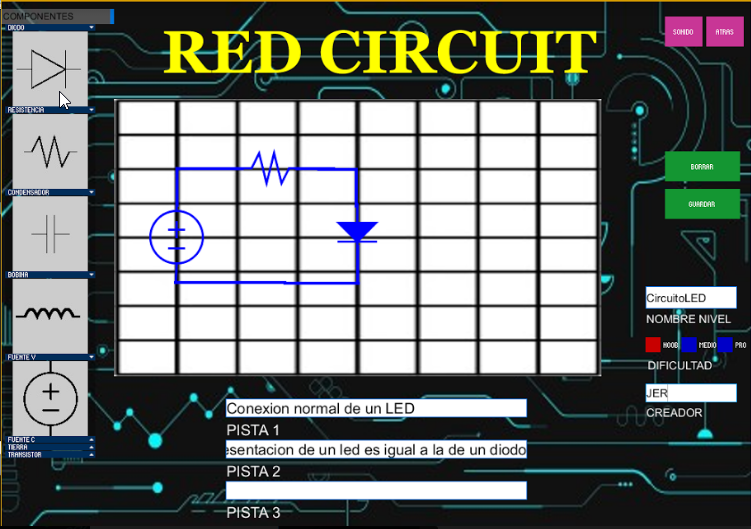 COMPONENTES
DIODO
RESISTENCIA
CONDENSADOR
BOBINA
FUENTE V
FUENTE C
TIERRA
TRANSISTOR
RED CIRCUIT
SONIDO
ATRAS
BORRAR
GUARDAR
CircuitoLED
NOMBRE NIVEL
NOOB MEDIO PRO
DIFICULTAD
JER
CREADOR
Conexion normal de un LED
PISTA 1
esentacion de un led es igual a la de un diodo
PISTA 2
PISTA 3